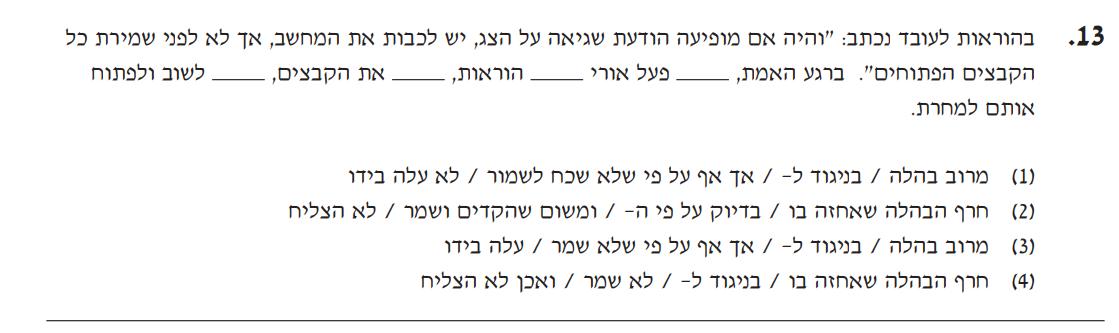 13. בהוראות לעובד נכתב: "והיה אם מופיעה הודעת שגיאה על הצג, יש לכבות את המחשב, אך לא לפני שמירת כל
הקבצים הפתוחים". ברגע האמת, _____ פעל אורי _____ הוראות, _____ את הקבצים, _____ לשוב ולפתוח
אותם למחרת.
(1) מרוב בהלה / בניגוד ל- / אך אף על פי שלא שכח לשמור / לא עלה בידו
(2) חרף הבהלה שאחזה בו / בדיוק על פי ה- / ומשום שהקדים ושמר / לא הצליח
(3) מרוב בהלה / בניגוד ל- / אך אף על פי שלא שמר / עלה בידו
(4) חרף הבהלה שאחזה בו / בניגוד ל- / לא שמר / ואכן לא הצליח